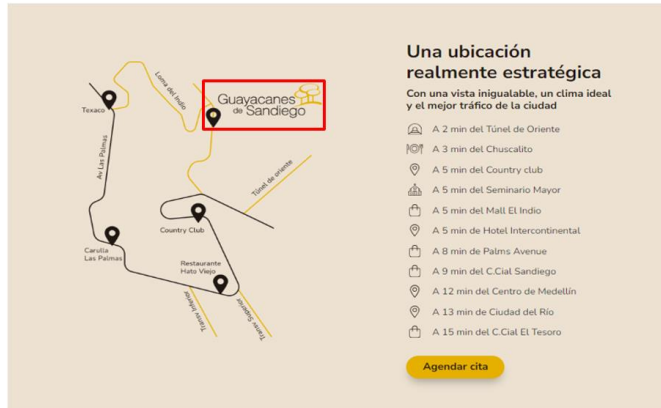 Una ubicación
realmente estratégica
Con una vista inigualable, un clima ideal
y el mejor tráfico de la ciudad
A 2 min del Túnel de Oriente
A 3 min del Chuscalito
A 5 min del Country club
A 5 min del Seminario Mayor
A 5 min del Mall El Indio
A 5 min de Hotel Intercontinental
A 8 min de Palms Avenue
A 9 min del C.Cial Sandiego
A 12 min del Centro de Medellín
A 13 min de Ciudad del Río
A 15 min del C.Cial El Tesoro
Agendar cita
Guayacanes
de Sandiego
Loma del Indio
Texaco
Av Las Palmas
Túnel de oriente
Country Club
Carulla
Las Palmas
Restaurante
Hato Viejo
Transv Inferior
Transv Superior